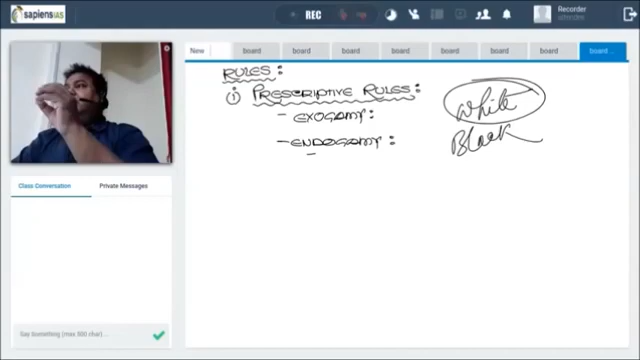 sapiensIAS
REC
Recorder
attendee
New
board
board
board
board
board
board
board
board ...
RULES:
i) PRESCRIPTIVE RULES:
- EXOGAMY:
- ENDOGAMY:
White
Black
Class Conversation
Private Messages
Say Something (max 500 char)...